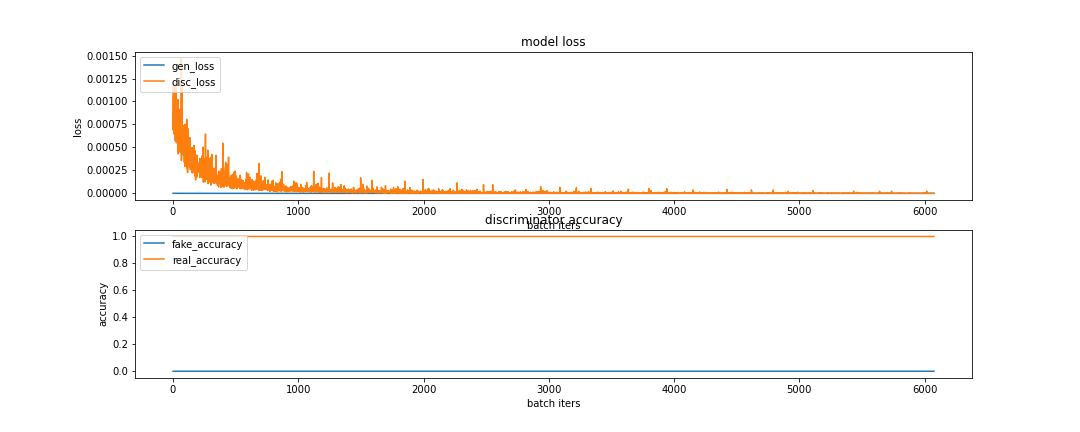 model loss
0.00150
0.00125
0.00100
0.00075
0.00050
0.00025
0.00000
loss
gen_loss
disc_loss
0 1000 2000 3000 4000 5000 6000
batch iters
discriminator accuracy
1.0
0.8
0.6
0.4
0.2
0.0
accuracy
fake_accuracy
real_accuracy
0 1000 2000 3000 4000 5000 6000
batch iters